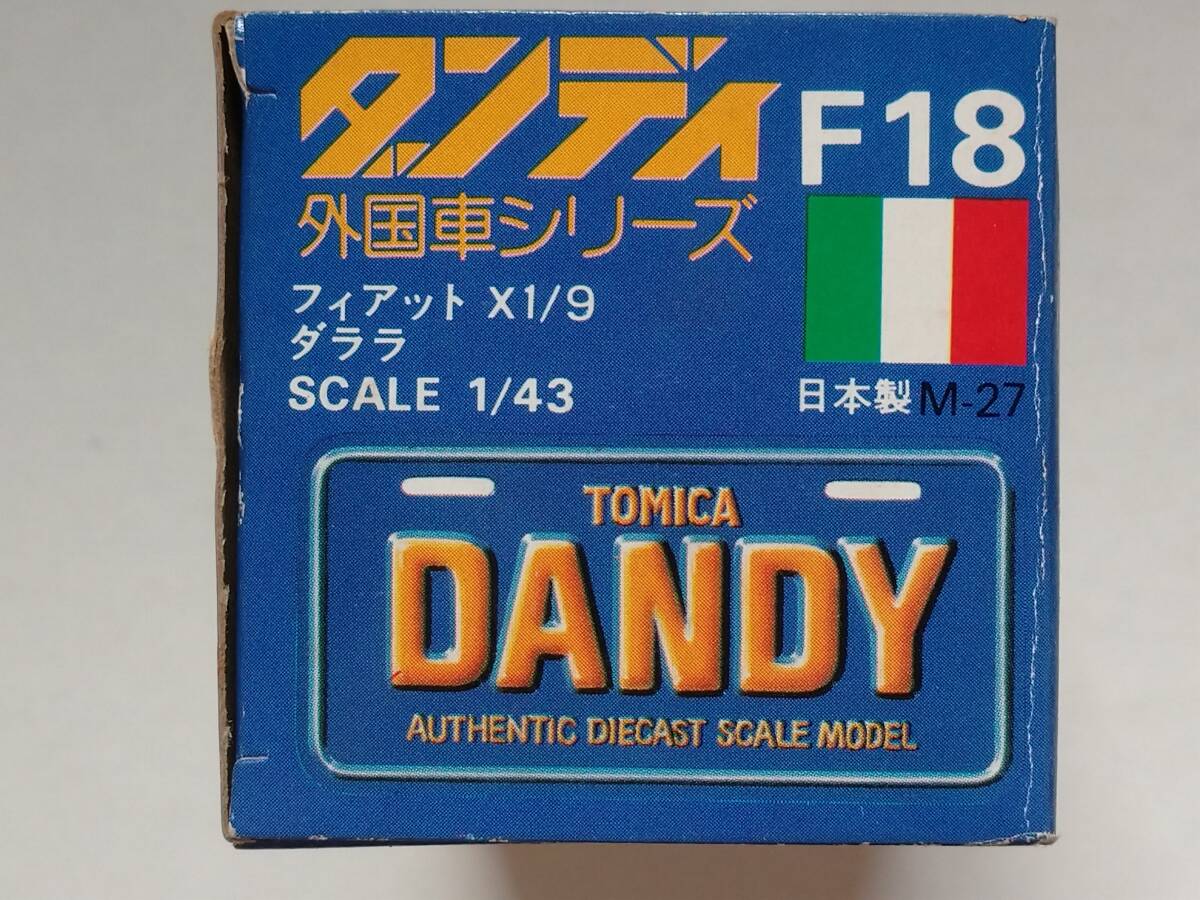 ダンディ
F18
外国車シリーズ
フィアット X1/9
ダララ
SCALE 1/43
日本製 M-27
TOMICA
DANDY
AUTHENTIC DIECAST SCALE MODEL